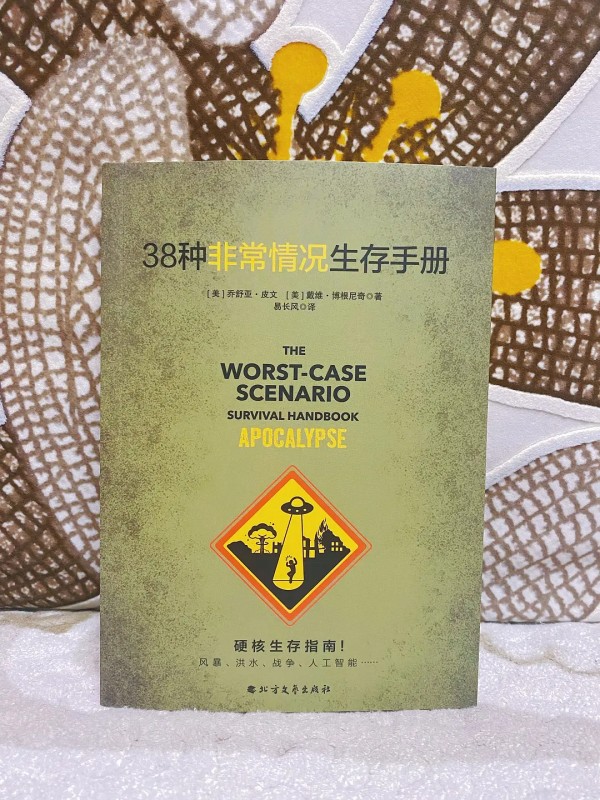 38种非常情况生存手册
[美]乔舒亚·皮文 [美]戴维·博根尼奇◎著
易长风◎译
THE
WORST-CASE
SCENARIO
SURVIVAL HANDBOOK
APOCALYPSE
硬核生存指南！
风暴、洪水、战争、人工智能……
北方文艺出版社